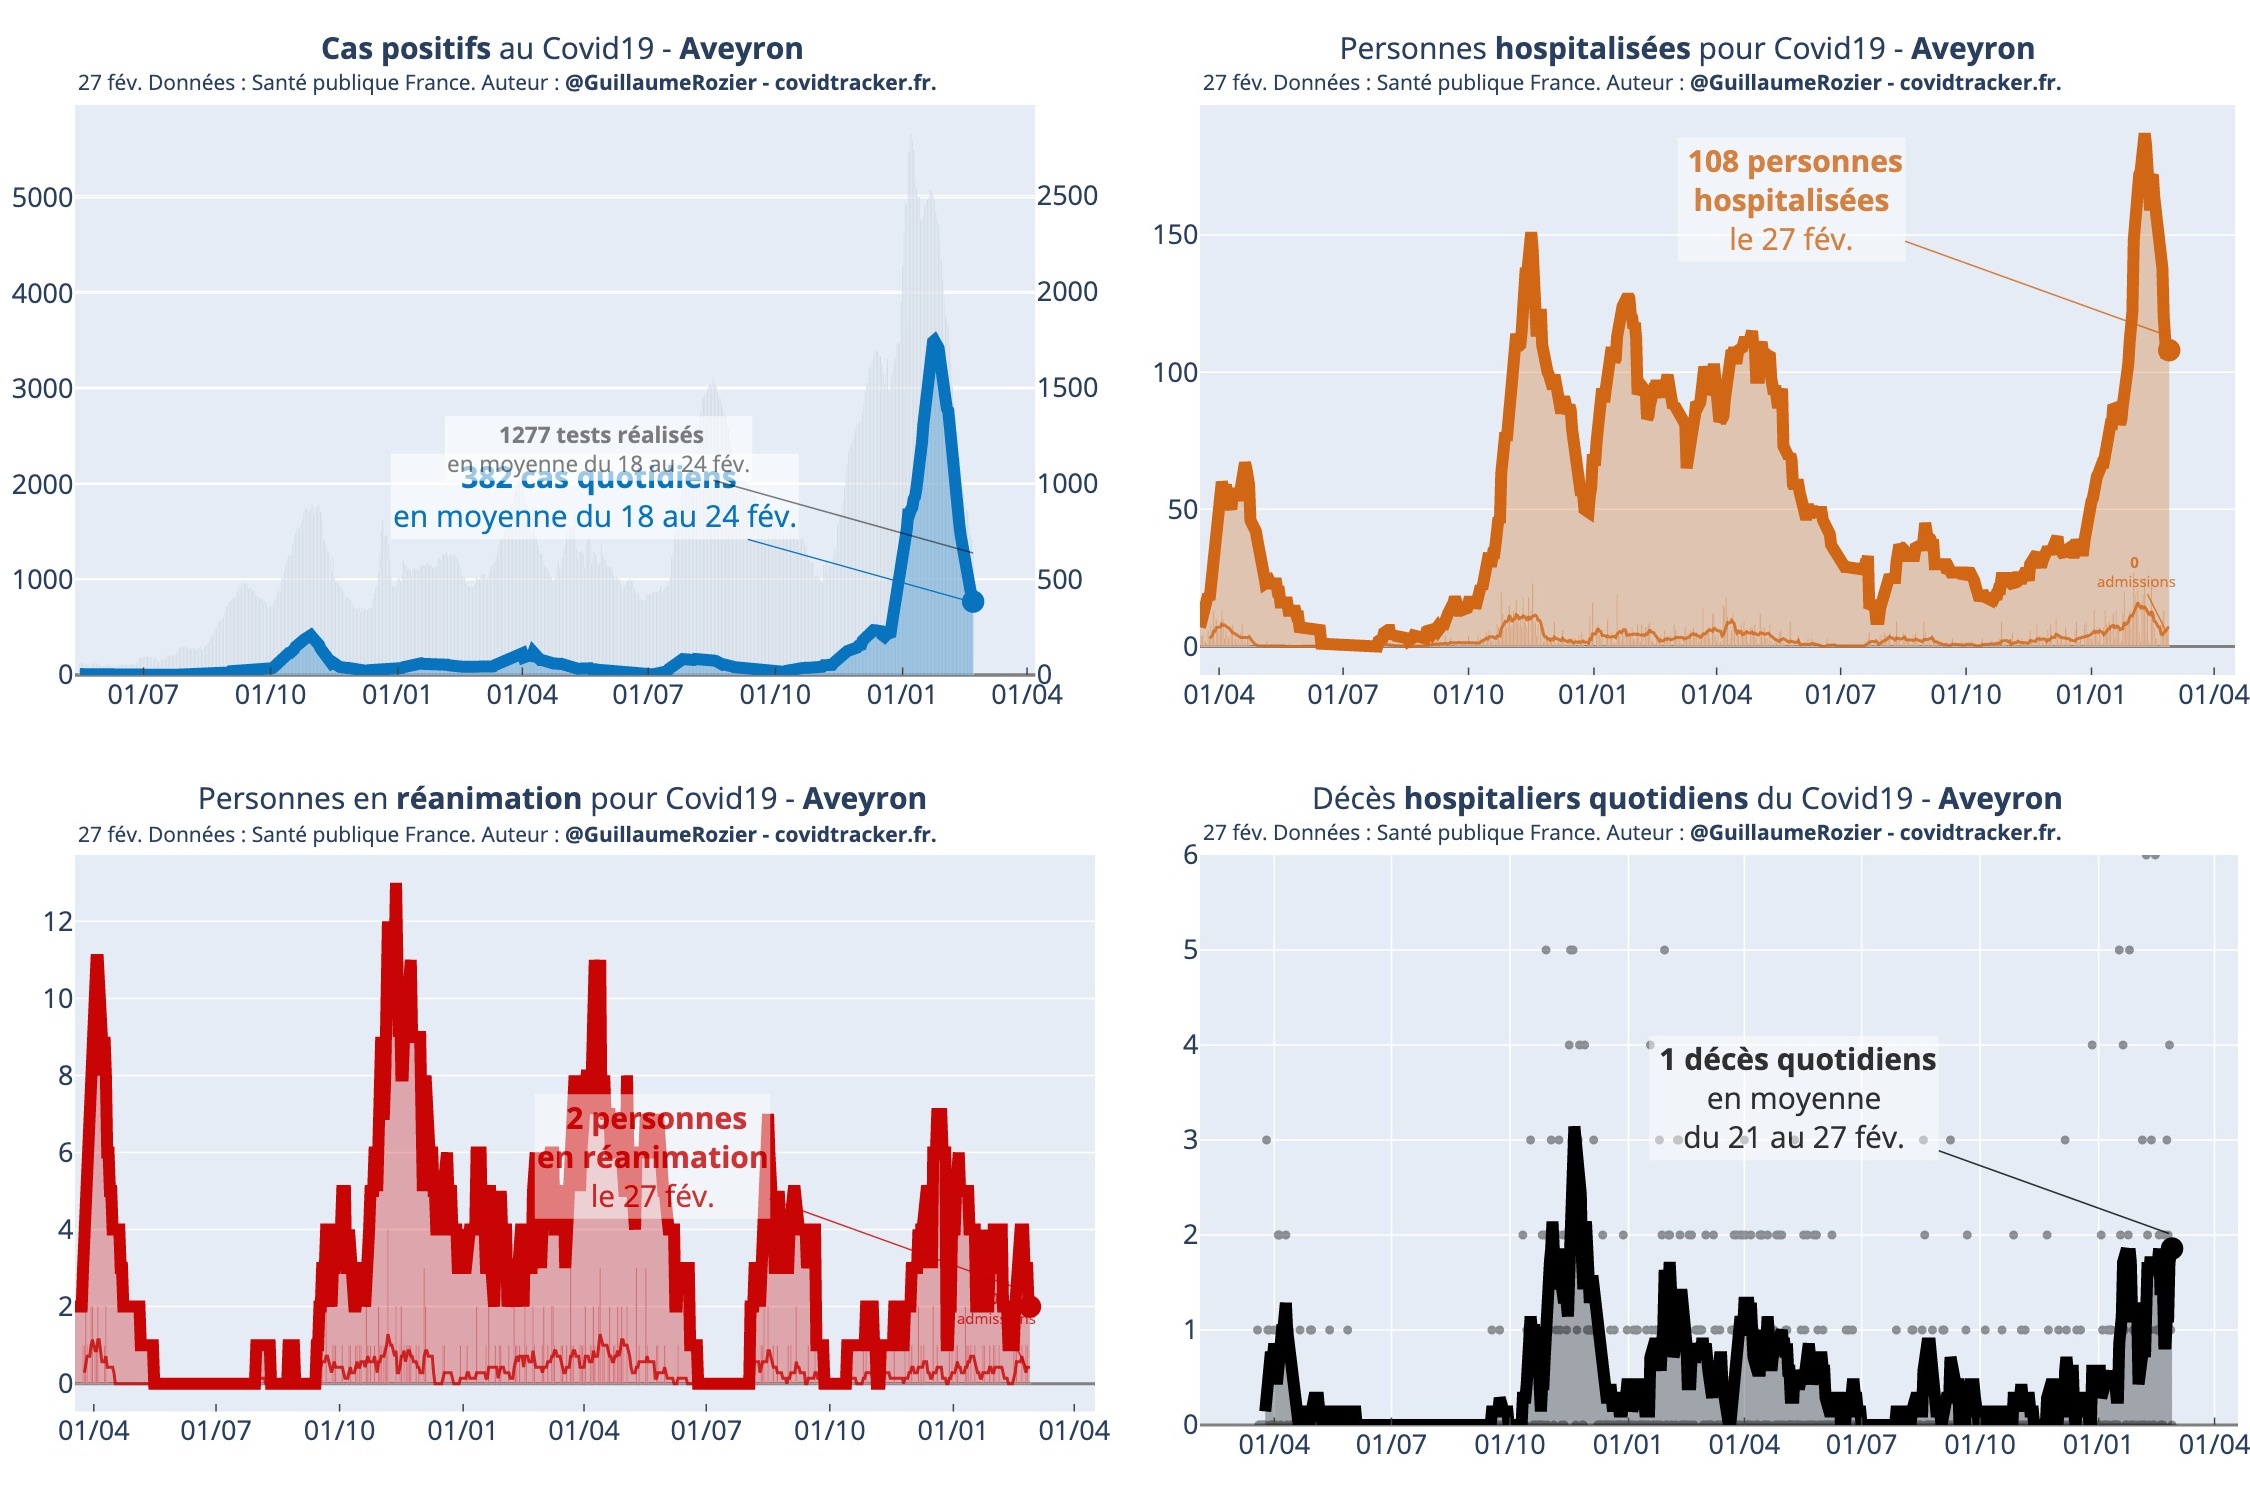 Cas positifs au Covid19 - Aveyron
27 fév. Données : Santé publique France. Auteur : @GuillaumeRozier - covidtracker.fr.
5000
4000
3000
2000
1000
0
2500
2000
1500
1000
500
0
1277 tests réalisés
en moyenne du 18 au 24 fév.
382 cas quotidiens
en moyenne du 18 au 24 fév.
01/07 01/10 01/01 01/04 01/07 01/10 01/01 01/04
Personnes hospitalisées pour Covid19 - Aveyron
27 fév. Données : Santé publique France. Auteur : @GuillaumeRozier - covidtracker.fr.
150
100
50
0
108 personnes
hospitalisées
le 27 fév.
0
admissions
01/04 01/07 01/10 01/01 01/04 01/07 01/10 01/01 01/04
Personnes en réanimation pour Covid19 - Aveyron
27 fév. Données : Santé publique France. Auteur : @GuillaumeRozier - covidtracker.fr.
12
10
8
6
4
2
0
2 personnes
en réanimation
le 27 fév.
admissions
01/04 01/07 01/10 01/01 01/04 01/07 01/10 01/01 01/04
Décès hospitaliers quotidiens du Covid19 - Aveyron
27 fév. Données : Santé publique France. Auteur : @GuillaumeRozier - covidtracker.fr.
6
5
4
3
2
1
0
1 décès quotidiens
en moyenne
du 21 au 27 fév.
01/04 01/07 01/10 01/01 01/04 01/07 01/10 01/01 01/04